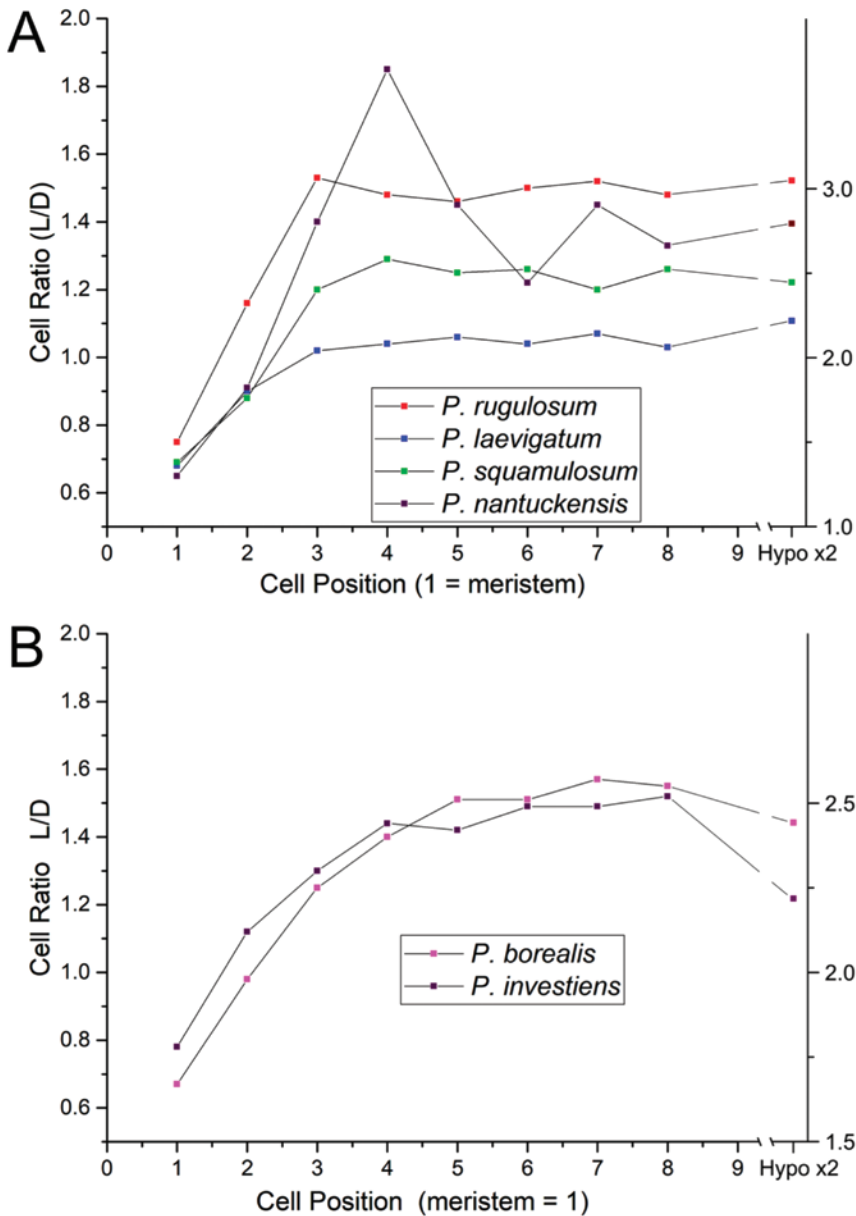 A
2.0
1.8
1.6
1.4
1.2
1.0
0.8
0.6
Cell Ratio (L/D)
3.0
2.0
1.0
P. rugulosum
P. laevigatum
P. squamulosum
P. nantuckensis
0 1 2 3 4 5 6 7 8 9 Hypo x2
Cell Position (1 = meristem)
B
2.0
1.8
1.6
1.4
1.2
1.0
0.8
0.6
Cell Ratio L/D
2.5
2.0
1.5
P. borealis
P. investiens
0 1 2 3 4 5 6 7 8 9 Hypo x2
Cell Position (meristem = 1)